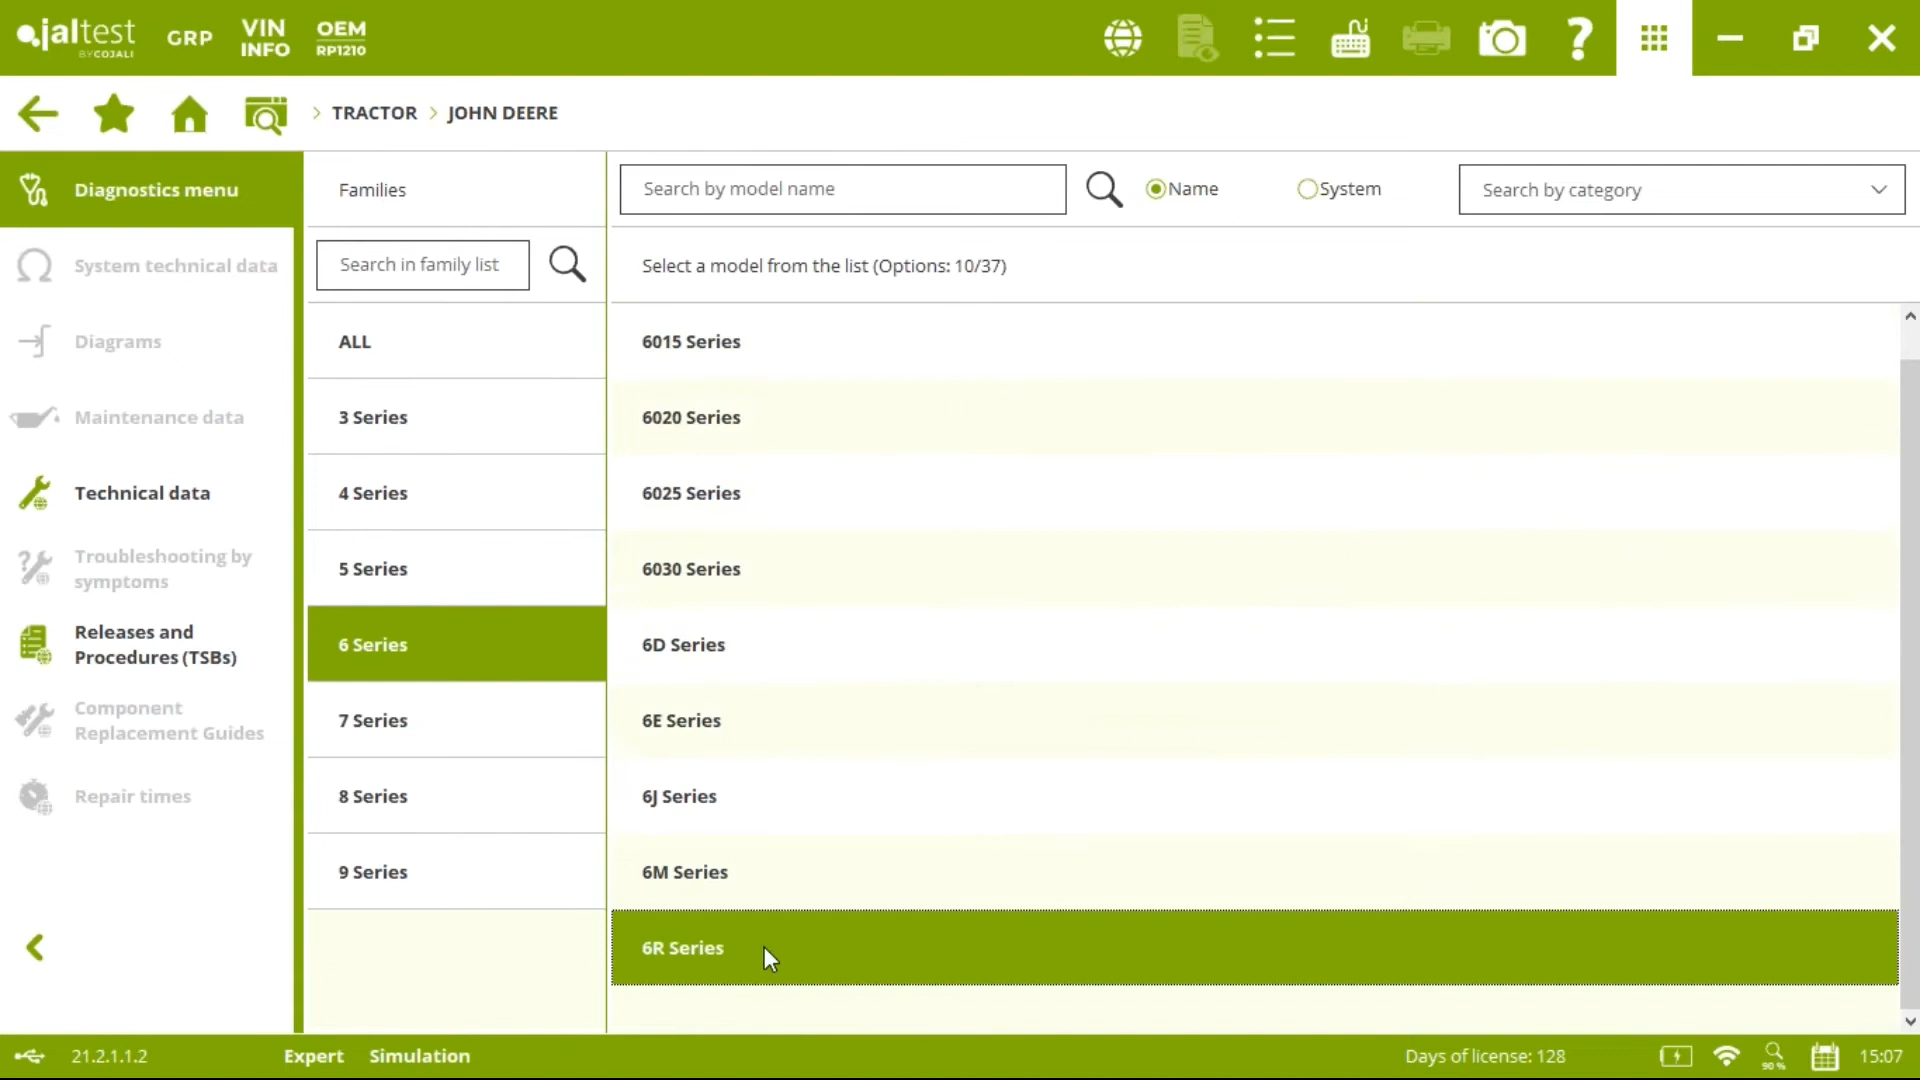 jaltest
BY COJALI
GRP
VIN
INFO
OEM
RP1210
TRACTOR
JOHN DEERE
Diagnostics menu
System technical data
Diagrams
Maintenance data
Technical data
Troubleshooting by
symptoms
Releases and
Procedures (TSBs)
Component
Replacement Guides
Repair times
Families
Search in family list
ALL
3 Series
4 Series
5 Series
6 Series
7 Series
8 Series
9 Series
Search by model name
Name
System
Search by category
Select a model from the list (Options: 10/37)
6015 Series
6020 Series
6025 Series
6030 Series
6D Series
6E Series
6J Series
6M Series
6R Series
21.2.1.1.2
Expert
Simulation
Days of license: 128
90 %
15:07